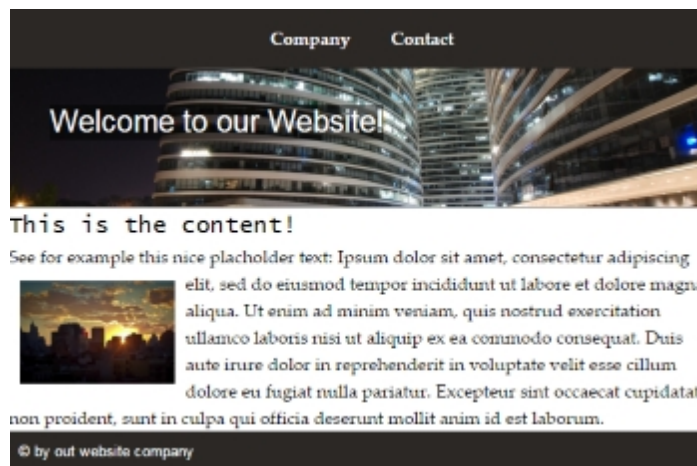 Company Contact
Welcome to our Website!
This is the content!
See for example this nice placholder text: Ipsum dolor sit amet, consectetur adipiscing
elit, sed do eiusmod tempor incididunt ut labore et dolore magna
aliqua. Ut enim ad minim veniam, quis nostrud exercitation
ullamco laboris nisi ut aliquip ex ea commodo consequat. Duis
aute irure dolor in reprehenderit in voluptate velit esse cillum
dolore eu fugiat nulla pariatur. Excepteur sint occaecat cupidatat
non proident, sunt in culpa qui officia deserunt mollit anim id est laborum.
© by out website company